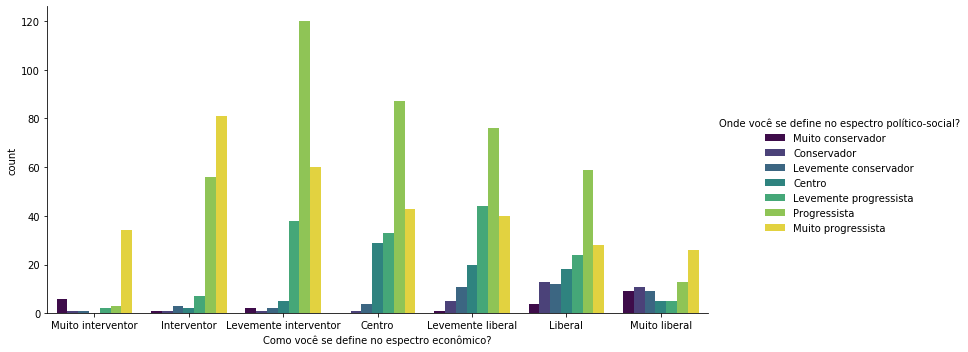 120
100
80
60
40
20
0
count
Muito interventor Interventor Levemente interventor Centro Levemente liberal Liberal Muito liberal
Como você se define no espectro econômico?
Onde você se define no espectro político-social?
Muito conservador
Conservador
Levemente conservador
Centro
Levemente progressista
Progressista
Muito progressista